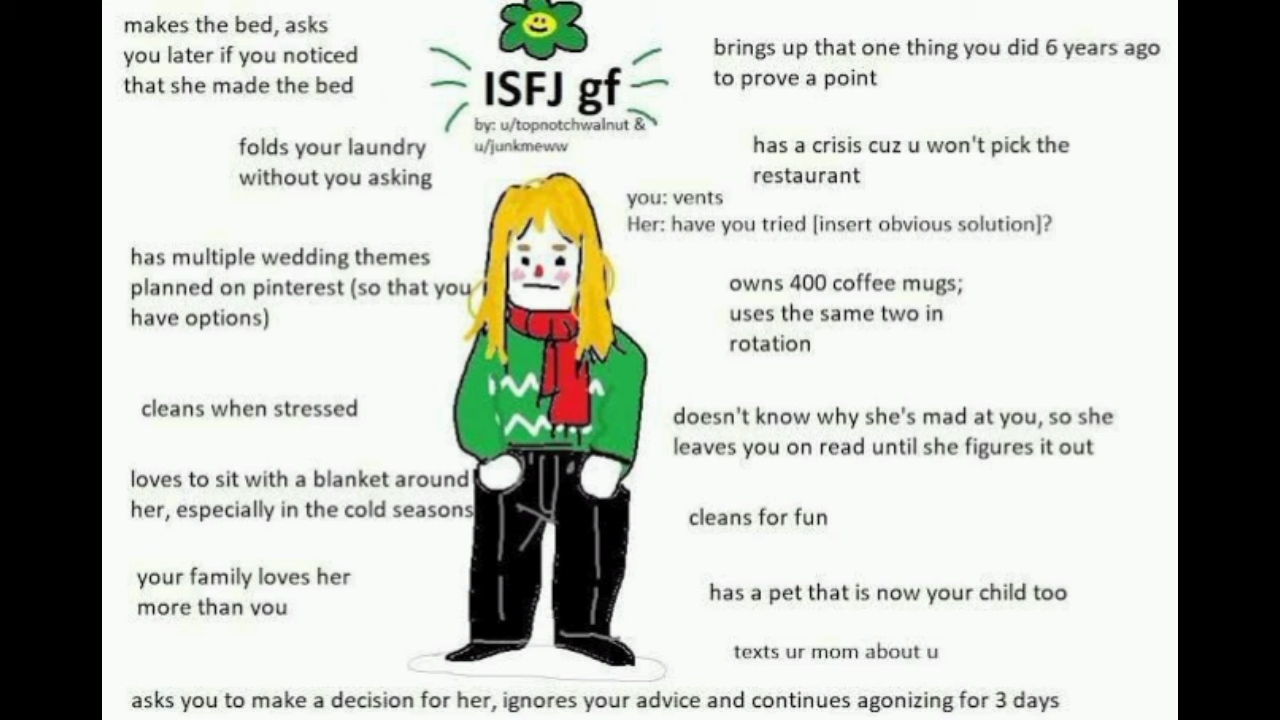 ISFJ gf
by: u/topnotchwalnut &
u/junkmeww
makes the bed, asks
you later if you noticed
that she made the bed
folds your laundry
without you asking
has multiple wedding themes
planned on pinterest (so that you
have options)
cleans when stressed
loves to sit with a blanket around
her, especially in the cold seasons
your family loves her
more than you
brings up that one thing you did 6 years ago
to prove a point
has a crisis cuz u won't pick the
restaurant
you: vents
Her: have you tried [insert obvious solution]?
owns 400 coffee mugs;
uses the same two in
rotation
doesn't know why she's mad at you, so she
leaves you on read until she figures it out
cleans for fun
has a pet that is now your child too
texts ur mom about u
asks you to make a decision for her, ignores your advice and continues agonizing for 3 days